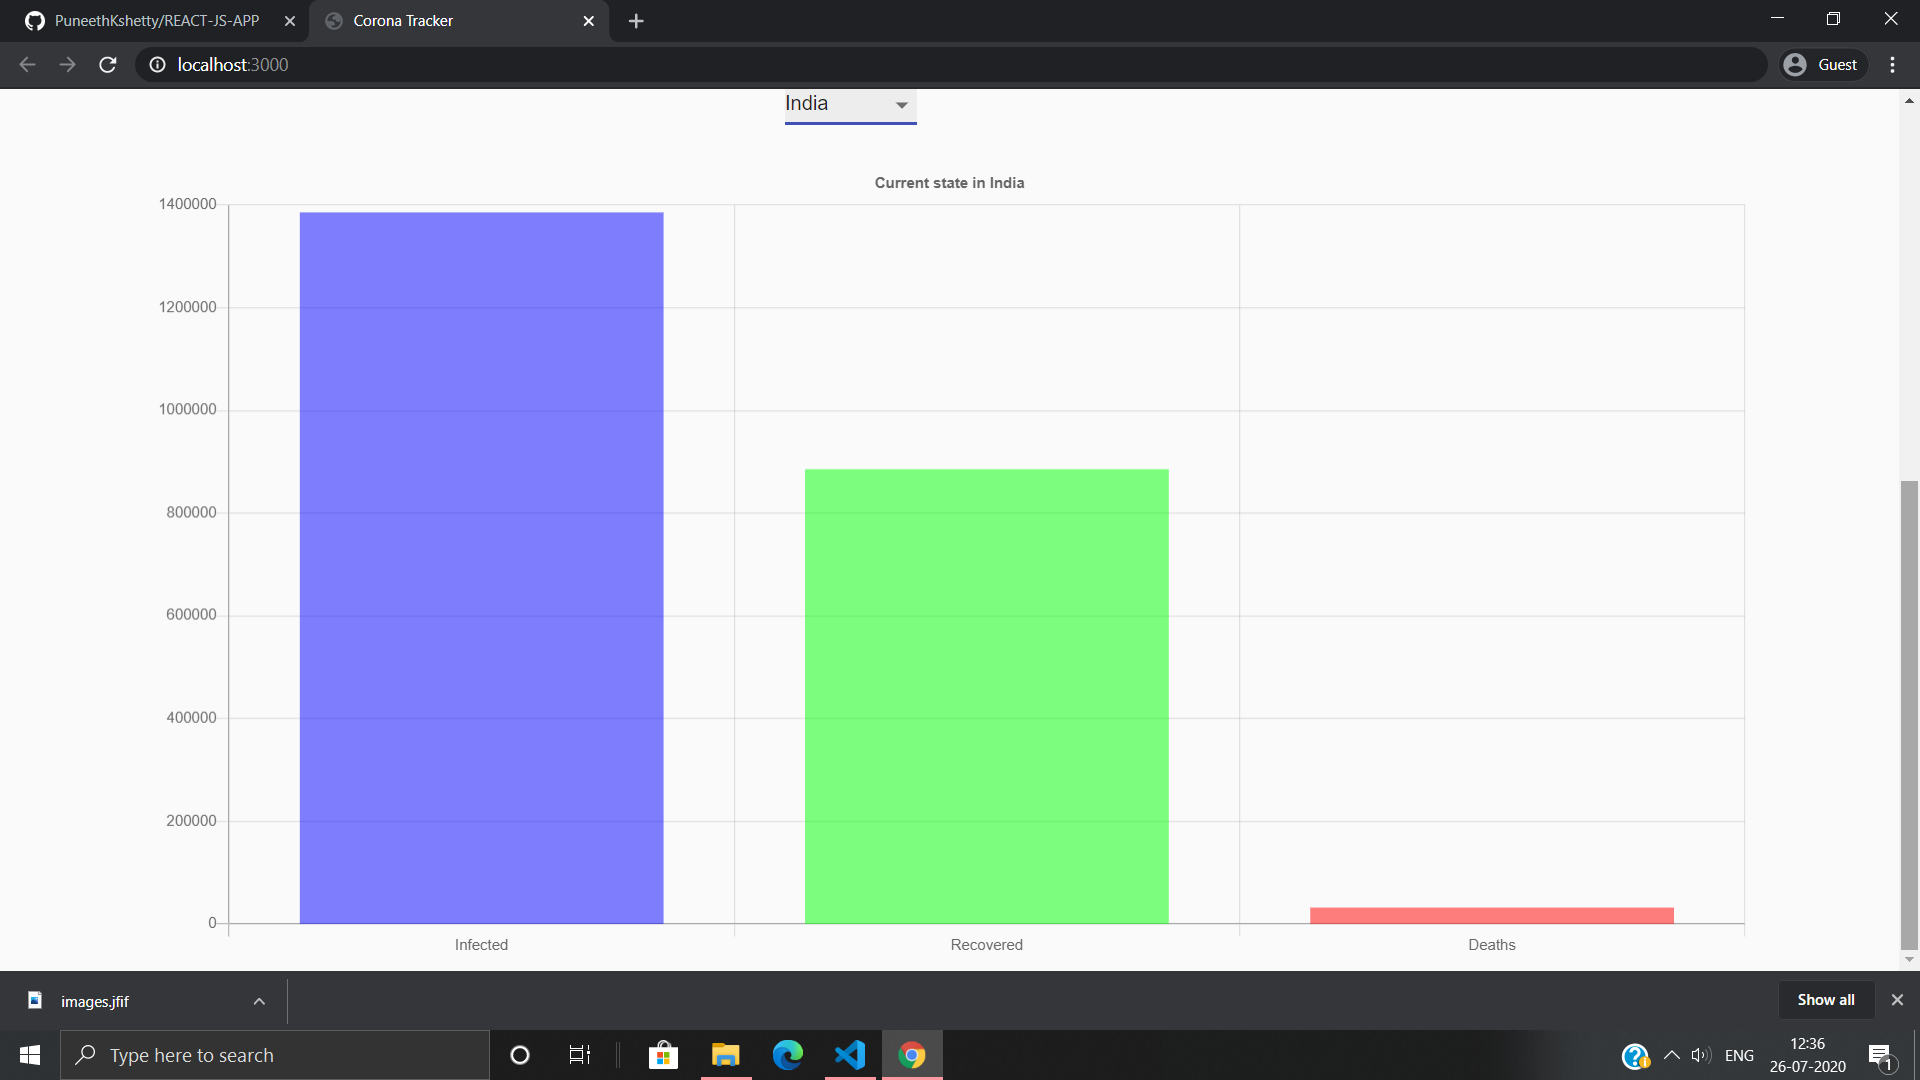 PuneethKshetty/REACT-JS-APP
Corona Tracker
localhost:3000
Guest
India
Current state in India
1400000
1200000
1000000
800000
600000
400000
200000
0
Infected
Recovered
Deaths
images.jfif
Show all
Type here to search
ENG
12:36
26-07-2020
1